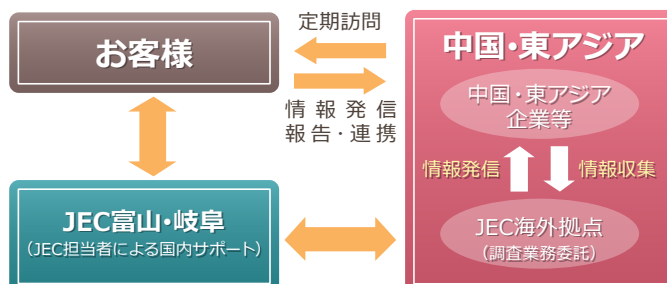 お客様
定期訪問
情報発信
報告・連携
中国・東アジア
中国・東アジア
企業等
情報発信
情報収集
JEC海外拠点
（調査業務委託）
JEC富山・岐阜
（JEC担当者による国内サポート）